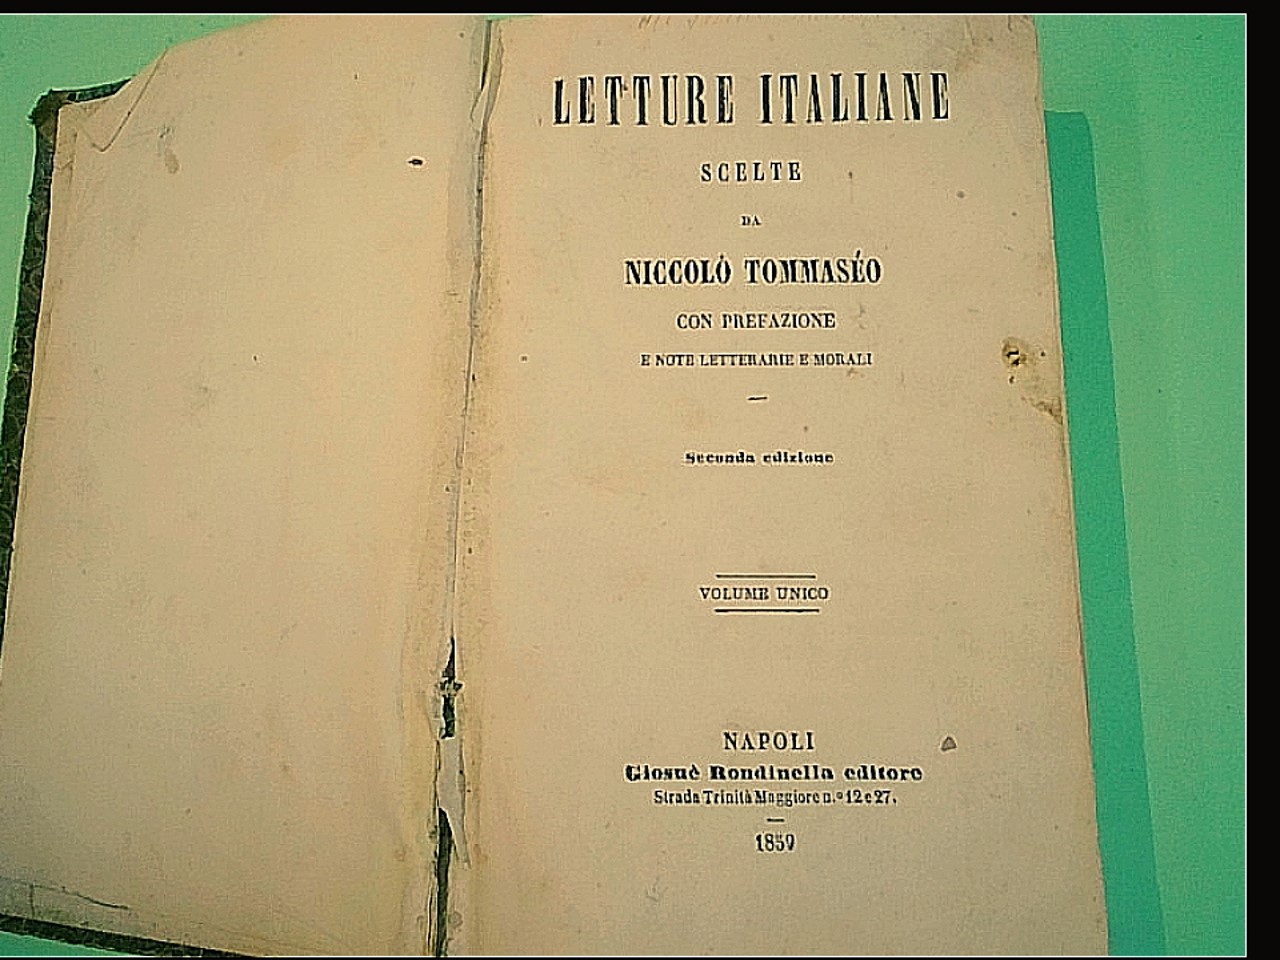 LETTURE ITALIANE
SCELTE
DA
NICCOLÒ TOMMASÉO
CON PREFAZIONE
E NOTE LETTERARIE E MORALI
Seconda edizione
VOLUME UNICO
NAPOLI
Giosuè Rondinella editore
Strada Trinità Maggiore n.º 12 e 27.
1859